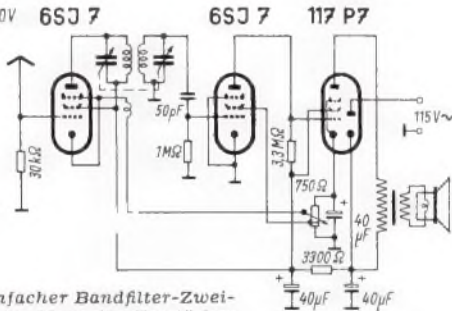 0V 6SJ 7 6SJ 7 117 P7
50pF
115V~
30kΩ
1MΩ
3,3MΩ
750Ω
40 µF
3300Ω
40µF 40µF
nfacher Bandfilter-Zwei-